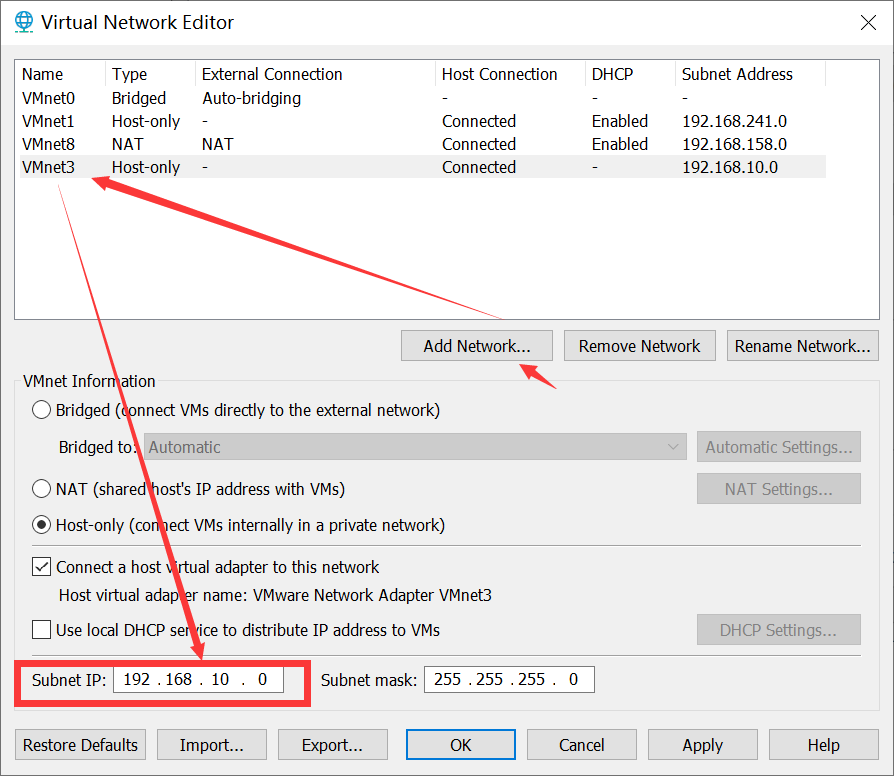 Virtual Network Editor
Name Type External Connection Host Connection DHCP Subnet Address
VMnet0 Bridged Auto-bridging - - -
VMnet1 Host-only - Connected Enabled 192.168.241.0
VMnet8 NAT NAT Connected Enabled 192.168.158.0
VMnet3 Host-only - Connected - 192.168.10.0
Add Network... Remove Network Rename Network...
VMnet Information
Bridged (connect VMs directly to the external network)
Bridged to: Automatic Automatic Settings...
NAT (shared host's IP address with VMs) NAT Settings...
Host-only (connect VMs internally in a private network)
Connect a host virtual adapter to this network
Host virtual adapter name: VMware Network Adapter VMnet3
Use local DHCP service to distribute IP address to VMs DHCP Settings...
Subnet IP: 192 . 168 . 10 . 0 Subnet mask: 255 . 255 . 255 . 0
Restore Defaults Import... Export... OK Cancel Apply Help